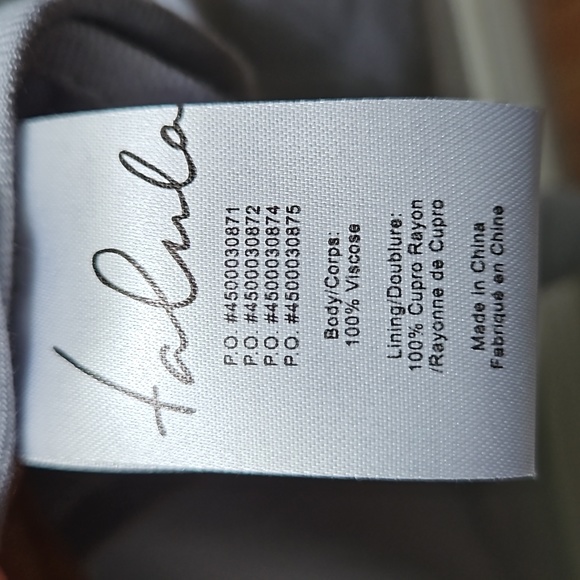 Talula
P.O. #4500030871
P.O. #4500030872
P.O. #4500030874
P.O. #4500030875
Body/Corps:
100% Viscose
Lining/Doublure:
100% Cupro Rayon
/Rayonne de Cupro
Made in China
Fabriqué en Chine